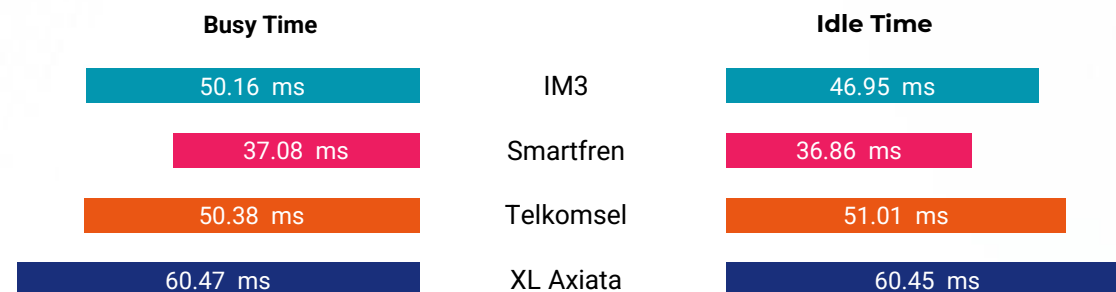 Busy Time Idle Time
50.16 ms IM3 46.95 ms
37.08 ms Smartfren 36.86 ms
50.38 ms Telkomsel 51.01 ms
60.47 ms XL Axiata 60.45 ms